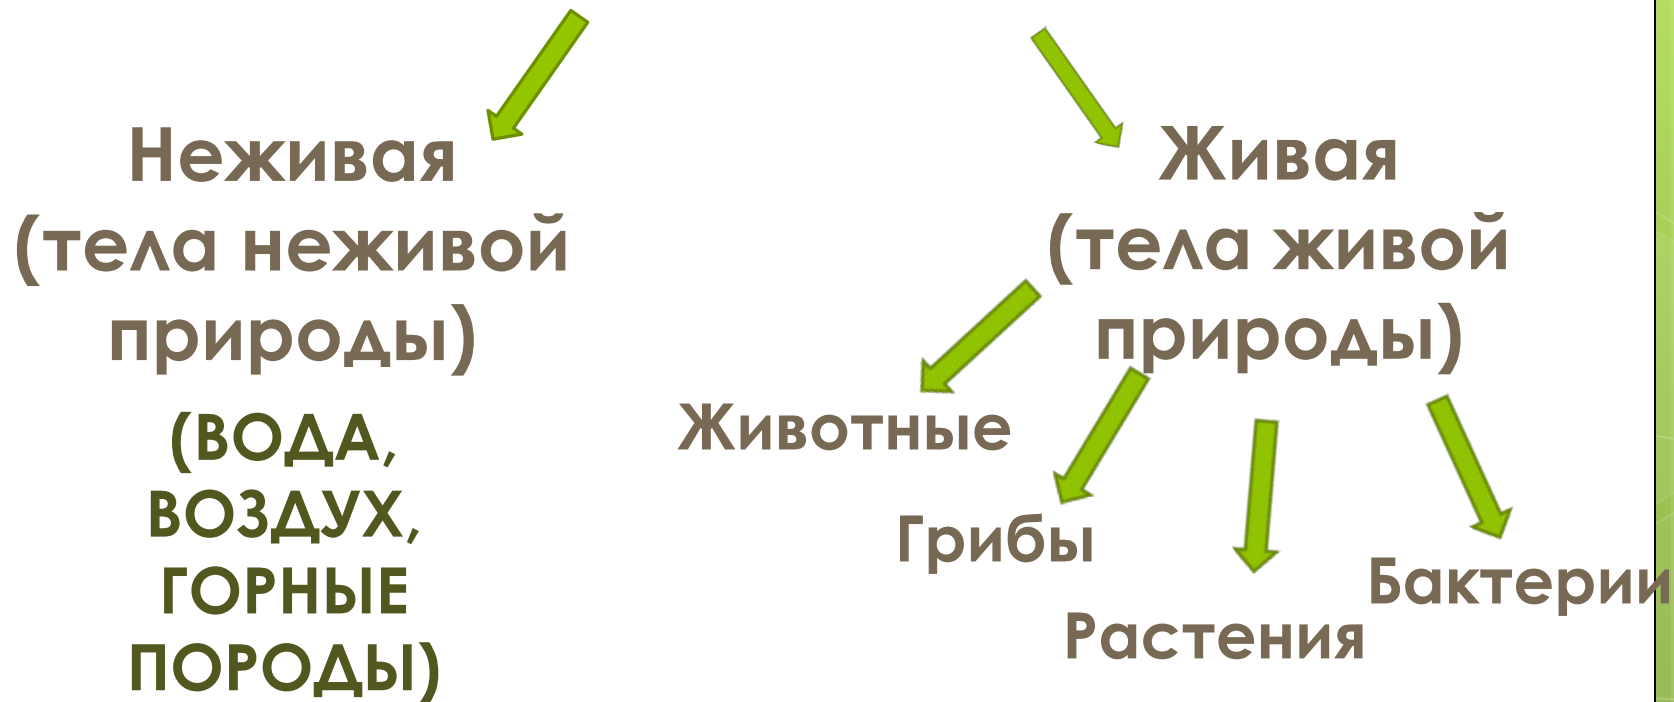 Неживая
(тела неживой
природы)
(ВОДА,
ВОЗДУХ,
ГОРНЫЕ
ПОРОДЫ)
Живая
(тела живой
природы)
Животные
Грибы
Растения
Бактерии